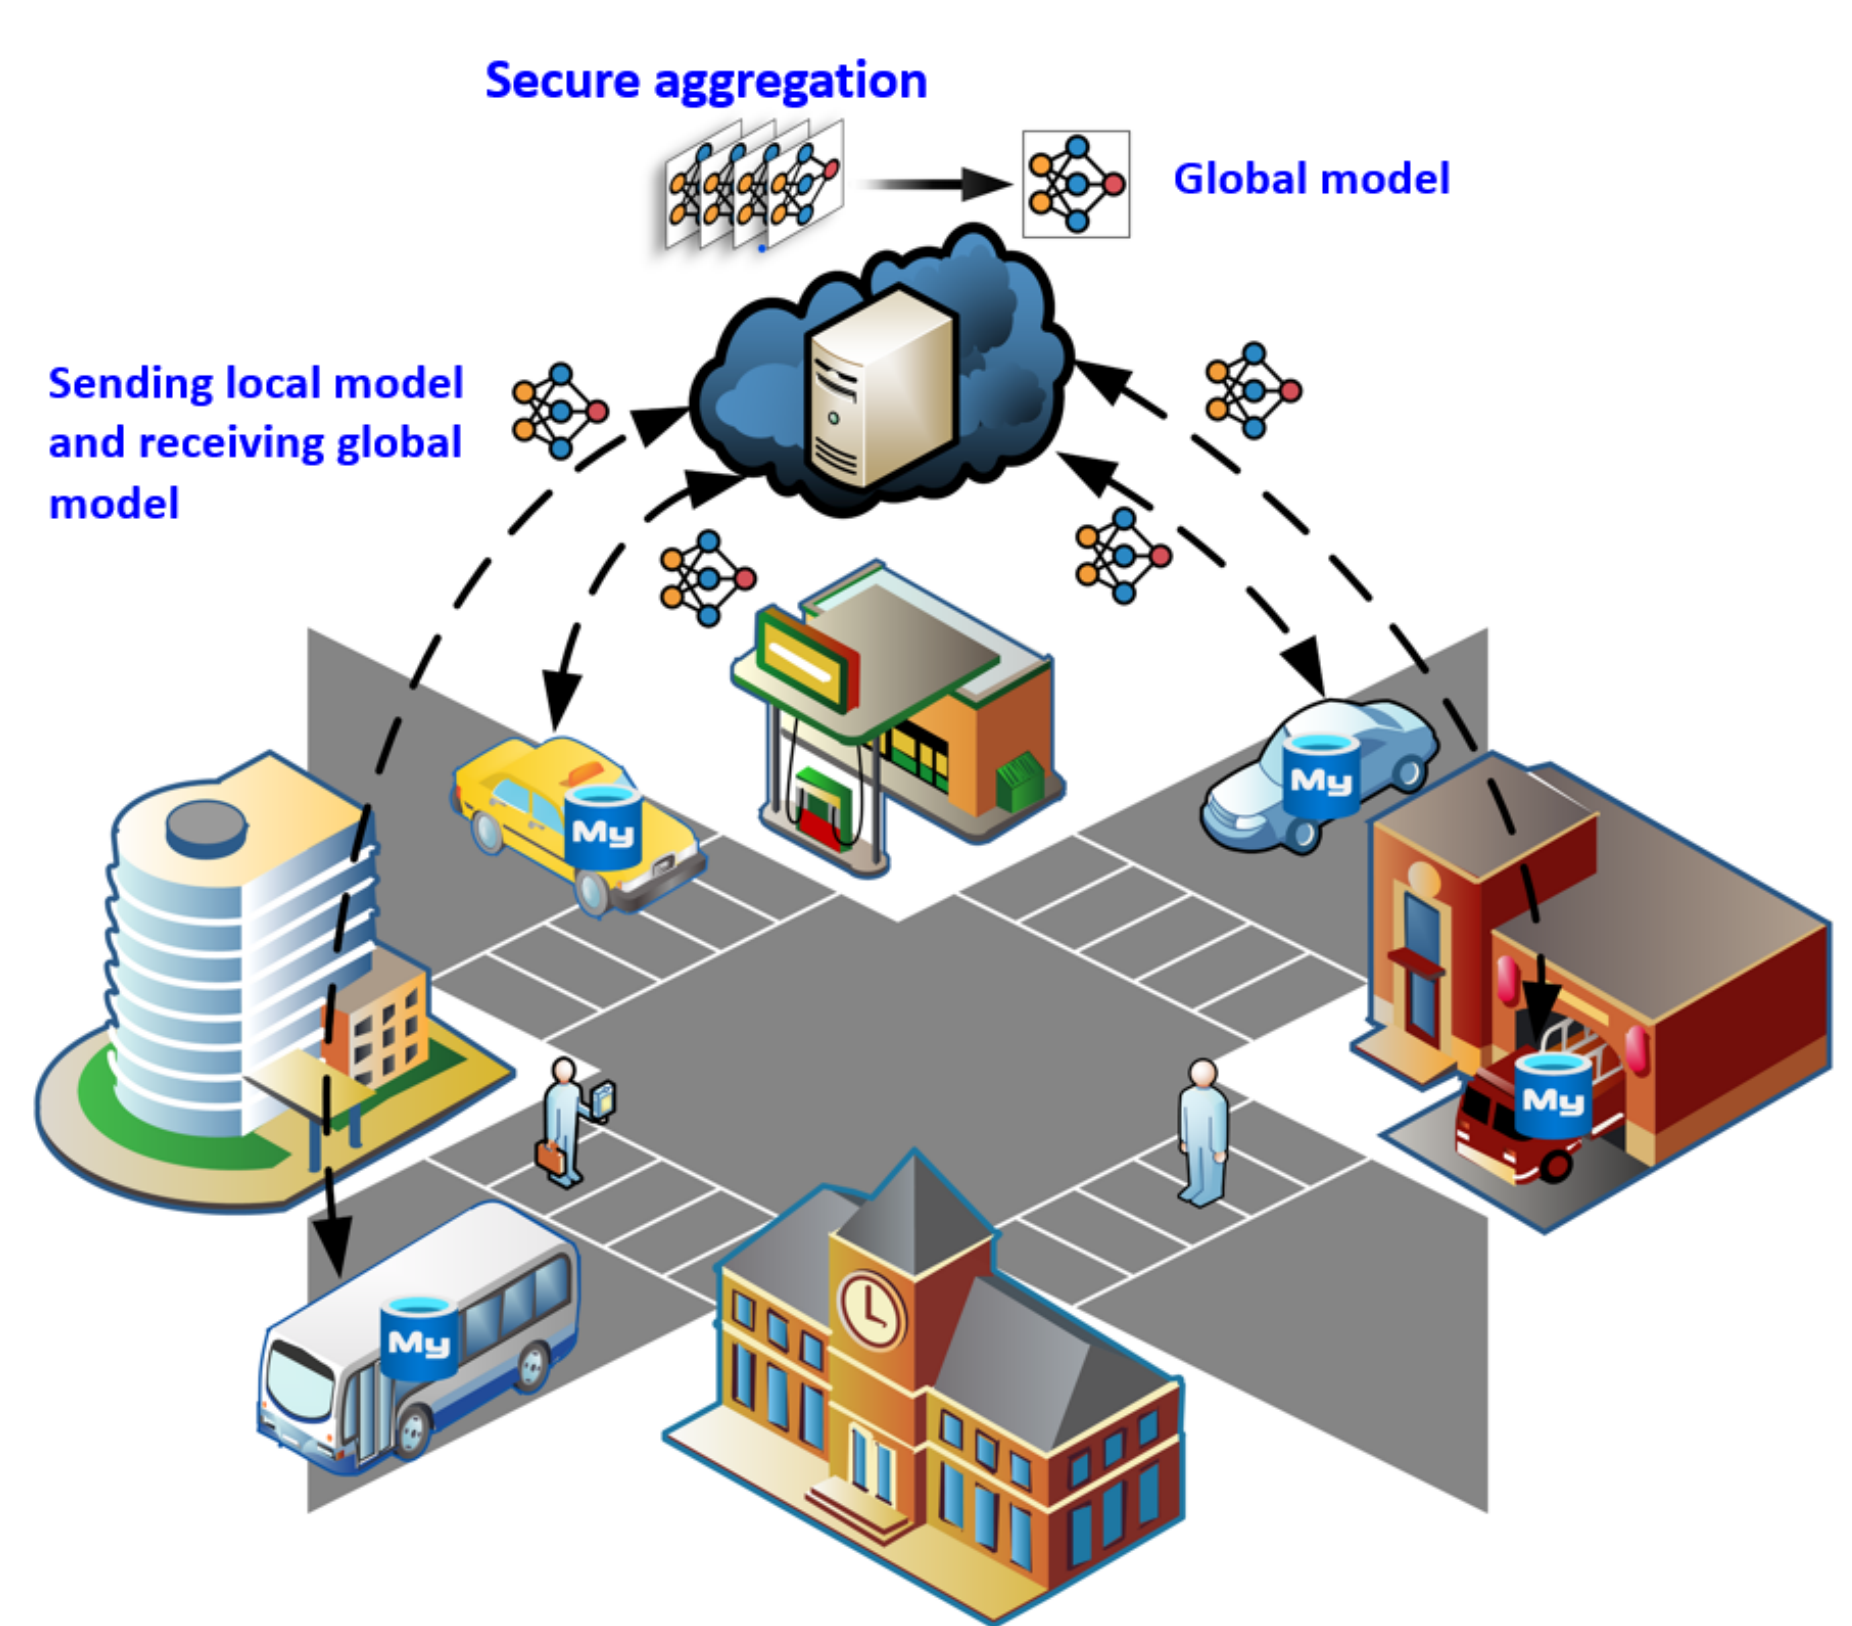 Secure aggregation
Global model
Sending local model
and receiving global
model
My
My
My
My